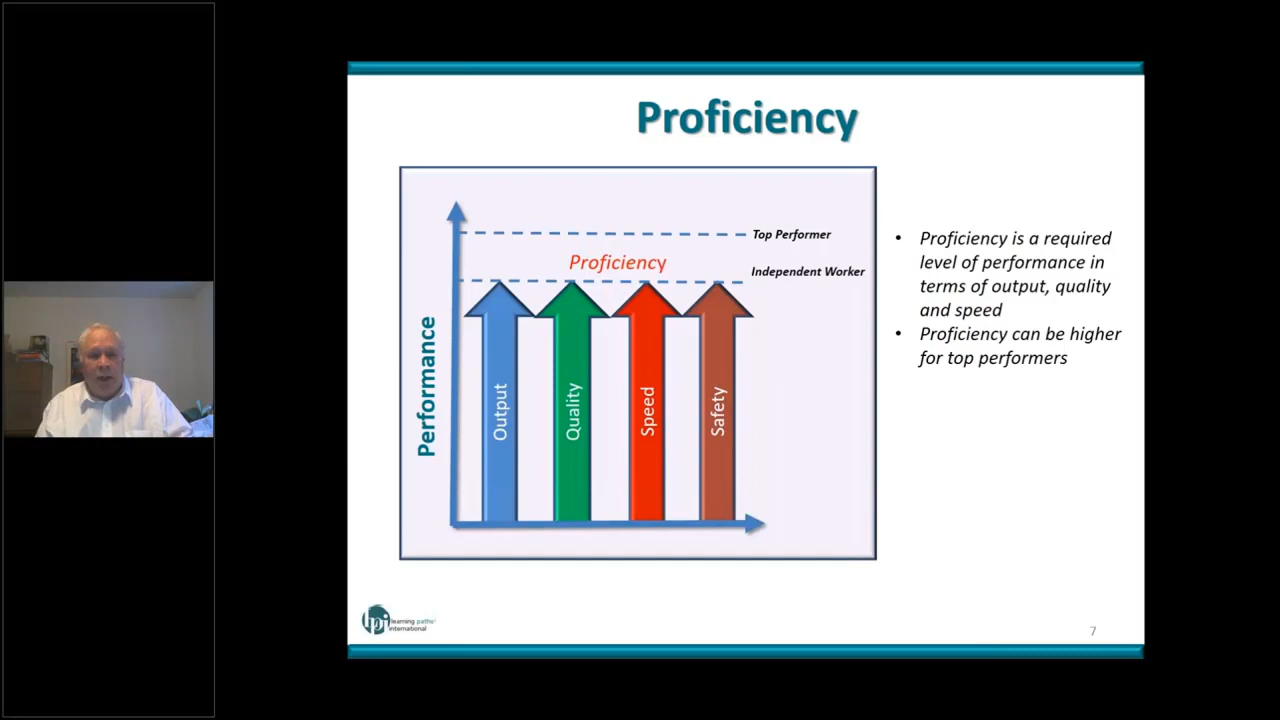 Proficiency
Top Performer
Proficiency
Independent Worker
Performance
Output
Quality
Speed
Safety
• Proficiency is a required
level of performance in
terms of output, quality
and speed
• Proficiency can be higher
for top performers
lpi learning paths
international
7